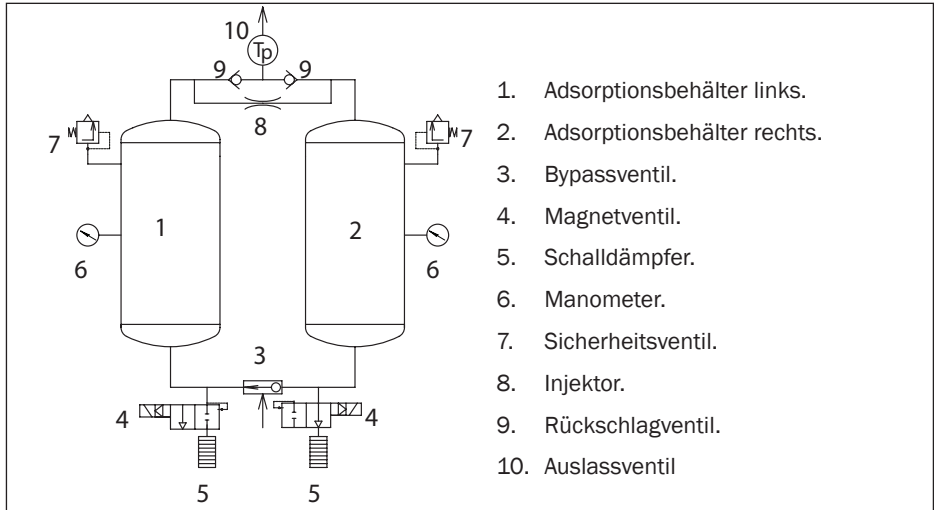 10
Tp
9
9
8
7
7
1
2
6
6
3
4
4
5
5
1. Adsorptionsbehälter links.
2. Adsorptionsbehälter rechts.
3. Bypassventil.
4. Magnetventil.
5. Schalldämpfer.
6. Manometer.
7. Sicherheitsventil.
8. Injektor.
9. Rückschlagventil.
10. Auslassventil